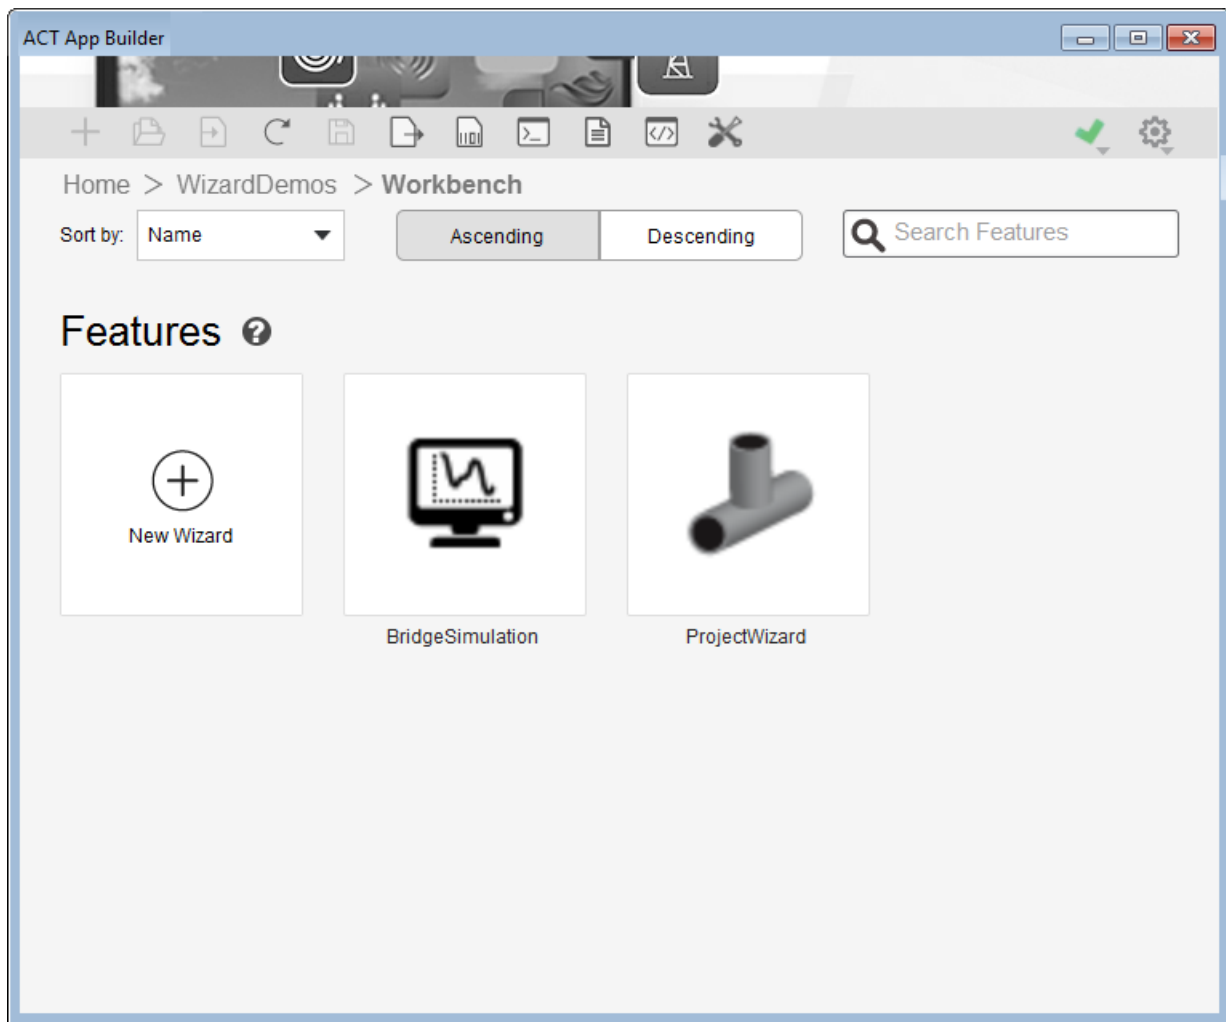 ACT App Builder
Home > WizardDemos > Workbench
Sort by: Name Ascending Descending Search Features
Features ?
New Wizard
BridgeSimulation ProjectWizard